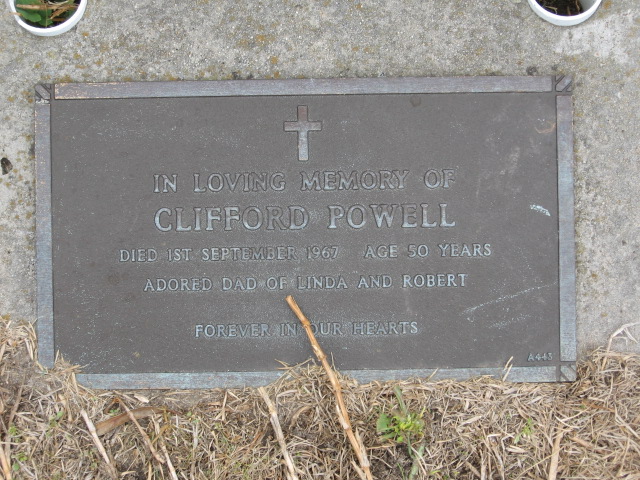 IN LOVING MEMORY OF
CLIFFORD POWELL
DIED 1ST SEPTEMBER 1967 AGE 50 YEARS
ADORED DAD OF LINDA AND ROBERT
FOREVER IN OUR HEARTS
A443